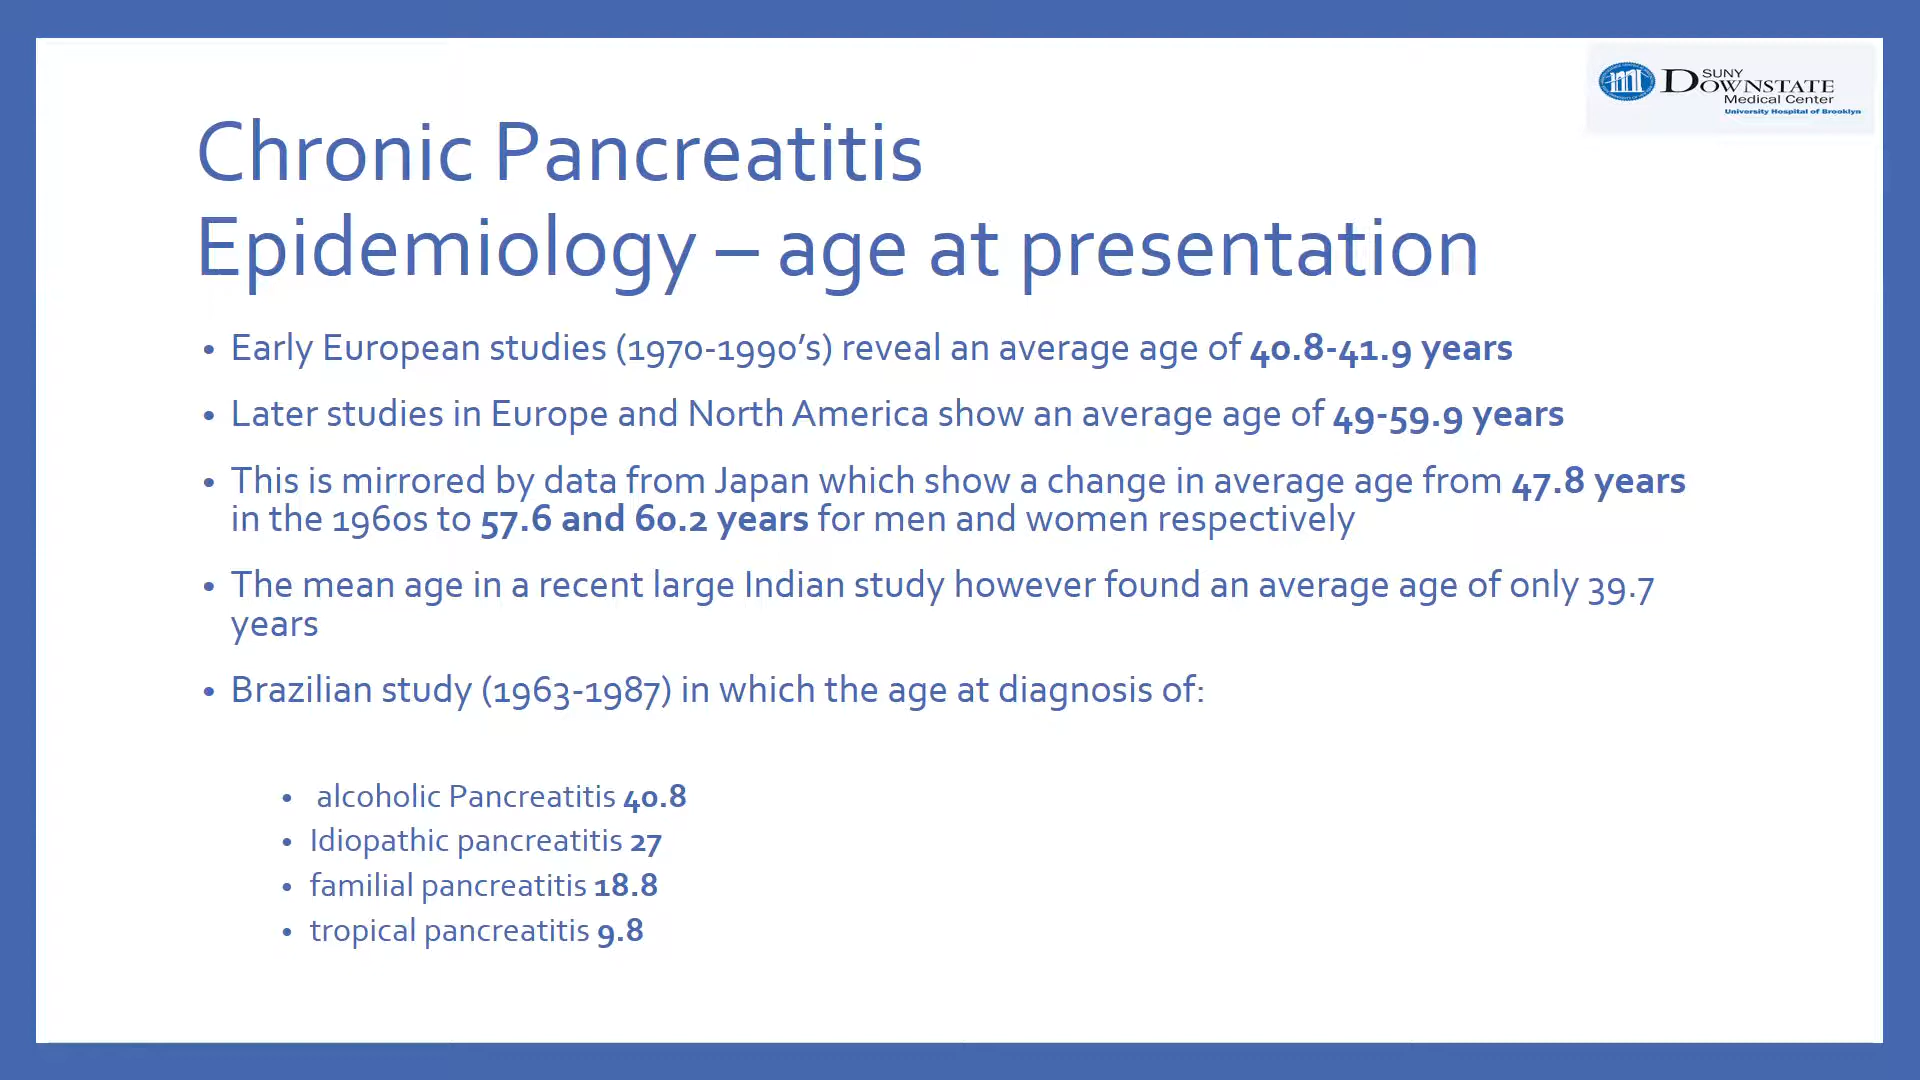 SUNY
DOWNSTATE
Medical Center
University Hospital of Brooklyn
Chronic Pancreatitis
Epidemiology – age at presentation
• Early European studies (1970-1990’s) reveal an average age of 40.8-41.9 years
• Later studies in Europe and North America show an average age of 49-59.9 years
• This is mirrored by data from Japan which show a change in average age from 47.8 years
in the 1960s to 57.6 and 60.2 years for men and women respectively
• The mean age in a recent large Indian study however found an average age of only 39.7
years
• Brazilian study (1963-1987) in which the age at diagnosis of:
• alcoholic Pancreatitis 40.8
• Idiopathic pancreatitis 27
• familial pancreatitis 18.8
• tropical pancreatitis 9.8